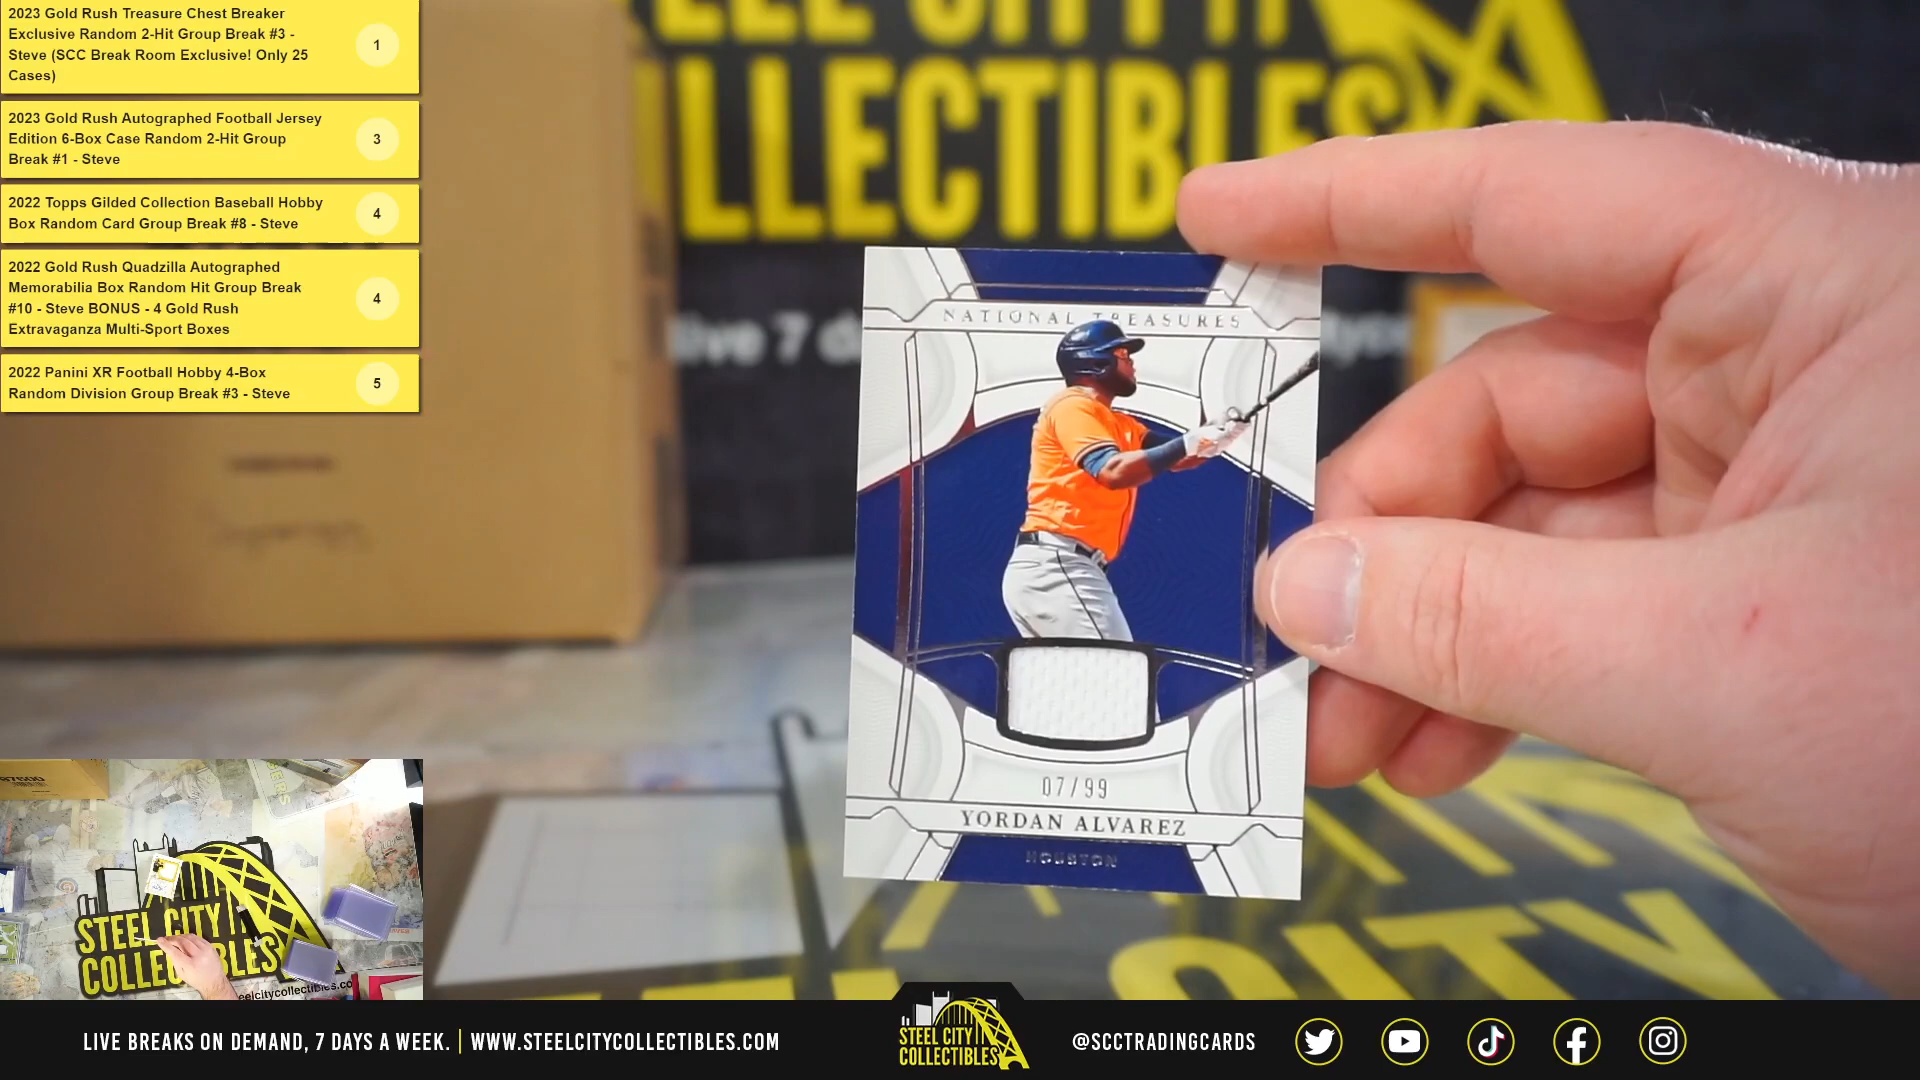 2023 Gold Rush Treasure Chest Breaker
Exclusive Random 2-Hit Group Break #3 -
Steve (SCC Break Room Exclusive! Only 25
Cases)
1
2023 Gold Rush Autographed Football Jersey
Edition 6-Box Case Random 2-Hit Group
Break #1 - Steve
3
2022 Topps Gilded Collection Baseball Hobby
Box Random Card Group Break #8 - Steve
4
2022 Gold Rush Quadzilla Autographed
Memorabilia Box Random Hit Group Break
#10 - Steve BONUS - 4 Gold Rush
Extravaganza Multi-Sport Boxes
4
2022 Panini XR Football Hobby 4-Box
Random Division Group Break #3 - Steve
5
LLECTIBLES
live 7 d
NATIONAL TREASURES
07/99
YORDAN ALVAREZ
HOUSTON
CITY
STEEL CITY
COLLECTIBLES
eelcitycollectibles.co
LIVE BREAKS ON DEMAND, 7 DAYS A WEEK. | WWW.STEELCITYCOLLECTIBLES.COM
STEEL CITY
COLLECTIBLES
@SCCTRADINGCARDS